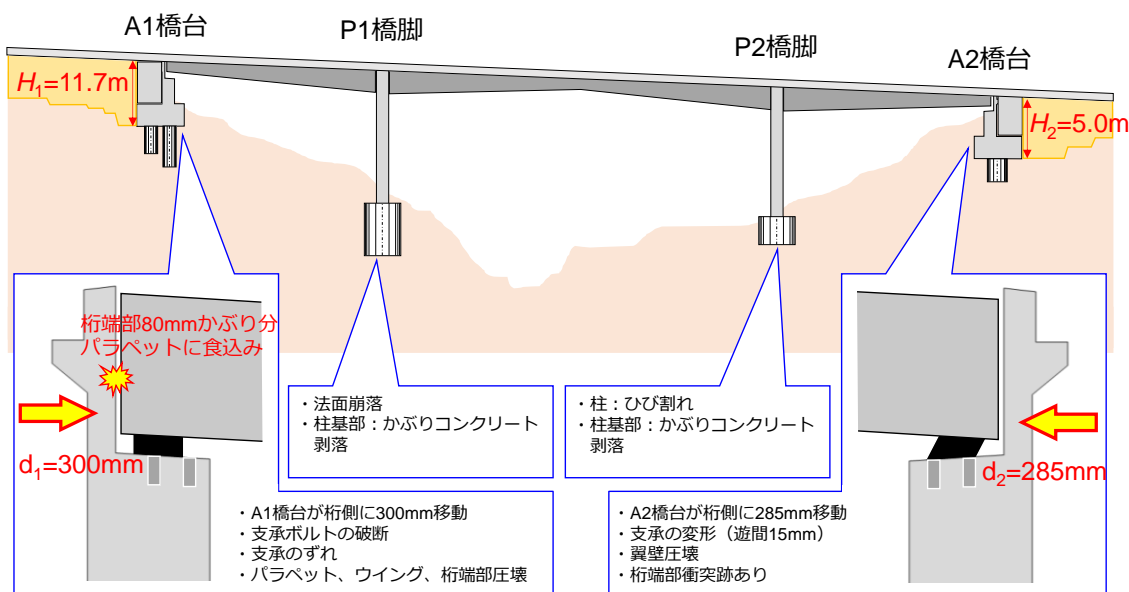 A1橋台
P1橋脚
P2橋脚
A2橋台
H1=11.7m
H2=5.0m
桁端部80mmかぶり分
パラペットに食込み
d1=300mm
・A1橋台が桁側に300mm移動
・支承ボルトの破断
・支承のずれ
・パラペット、ウイング、桁端部圧壊
・法面崩落
・柱基部：かぶりコンクリート
剥落
・柱：ひび割れ
・柱基部：かぶりコンクリート
剥落
d2=285mm
・A2橋台が桁側に285mm移動
・支承の変形（遊間15mm）
・翼壁圧壊
・桁端部衝突跡あり